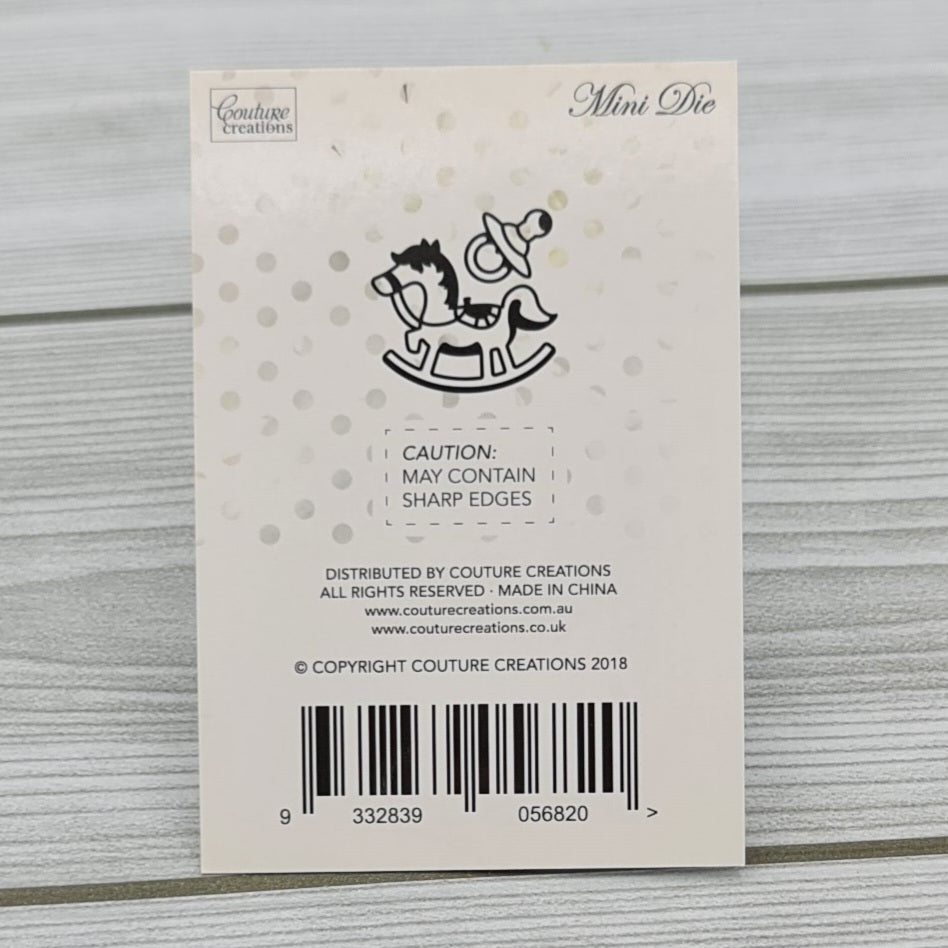 Couture
creations
Mini Die
CAUTION:
MAY CONTAIN
SHARP EDGES
DISTRIBUTED BY COUTURE CREATIONS
ALL RIGHTS RESERVED · MADE IN CHINA
www.couturecreations.com.au
www.couturecreations.co.uk
© COPYRIGHT COUTURE CREATIONS 2018
9 332839 056820 >